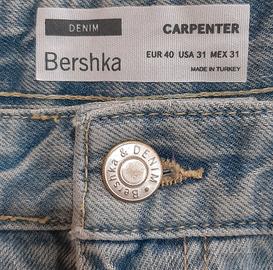 DENIM
CARPENTER
Bershka
EUR 40 USA 31 MEX 31
MADE IN TURKEY
Bershka & DENIM •